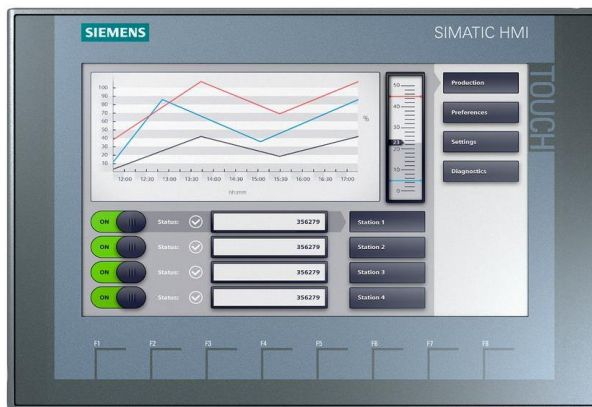 SIEMENS
SIMATIC HMI
TOUCH
100
90
80
70
60
50
40
30
20
10
12:00 12:30 13:00 13:30 14:00 14:30 15:00 15:30 16:00 16:30 17:00
hh:mm
%
50
40
30
23
20
10
0
Production
Preferences
Settings
Diagnostics
ON Status: 356279 Station 1
ON Status: 356279 Station 2
ON Status: 356279 Station 3
ON Status: 356279 Station 4
F1 F2 F3 F4 F5 F6 F7 F8